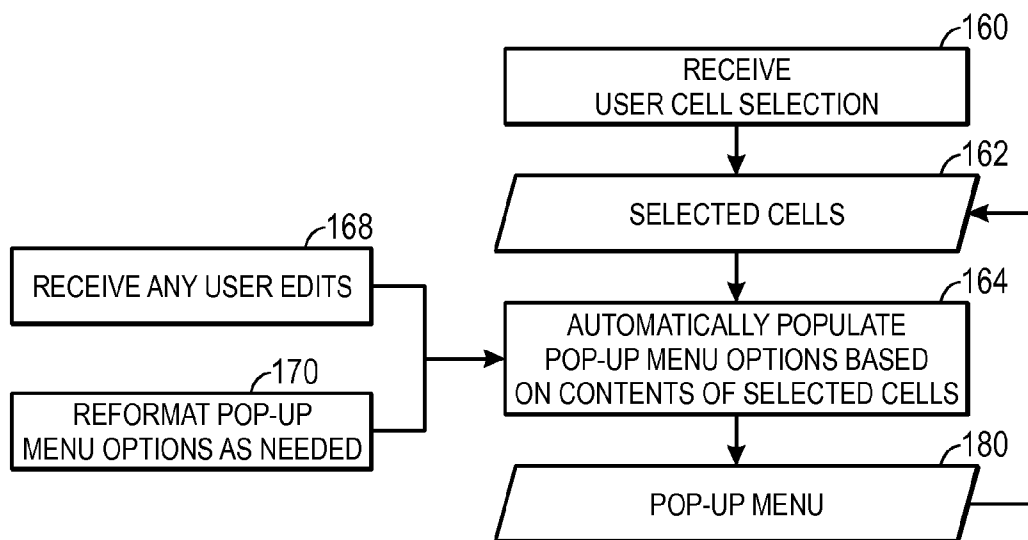 160
RECEIVE
USER CELL SELECTION
162
SELECTED CELLS
168
RECEIVE ANY USER EDITS
164
AUTOMATICALLY POPULATE
POP-UP MENU OPTIONS BASED
ON CONTENTS OF SELECTED CELLS
170
REFORMAT POP-UP
MENU OPTIONS AS NEEDED
180
POP-UP MENU